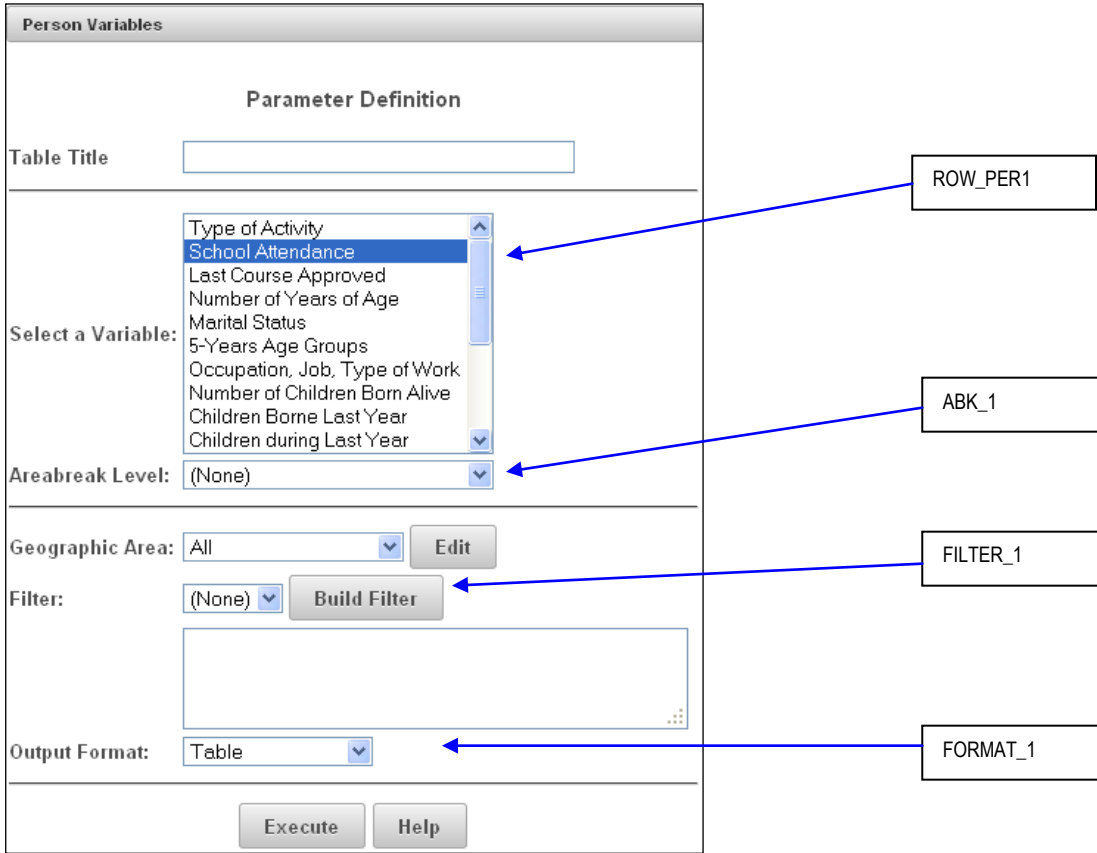 Person Variables
Parameter Definition
Table Title
ROW_PER1
Type of Activity
School Attendance
Last Course Approved
Number of Years of Age
Marital Status
Select a Variable:
5-Years Age Groups
Occupation, Job, Type of Work
Number of Children Born Alive
Children Borne Last Year
Children during Last Year
ABK_1
Areabreak Level: (None)
Geographic Area: All Edit
FILTER_1
Filter: (None) Build Filter
Output Format: Table
FORMAT_1
Execute Help